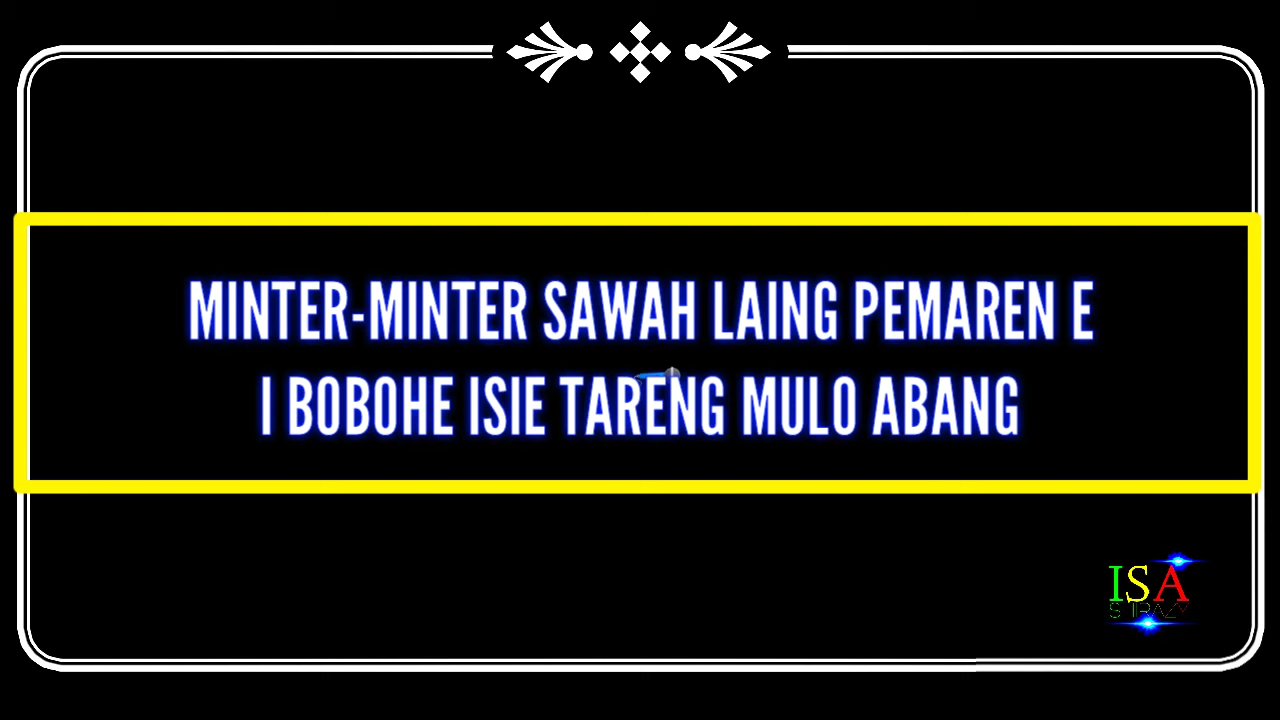 MINTER-MINTER SAWAH LAING PEMAREN E
I BOBOHE ISIE TARENG MULO ABANG
ISA